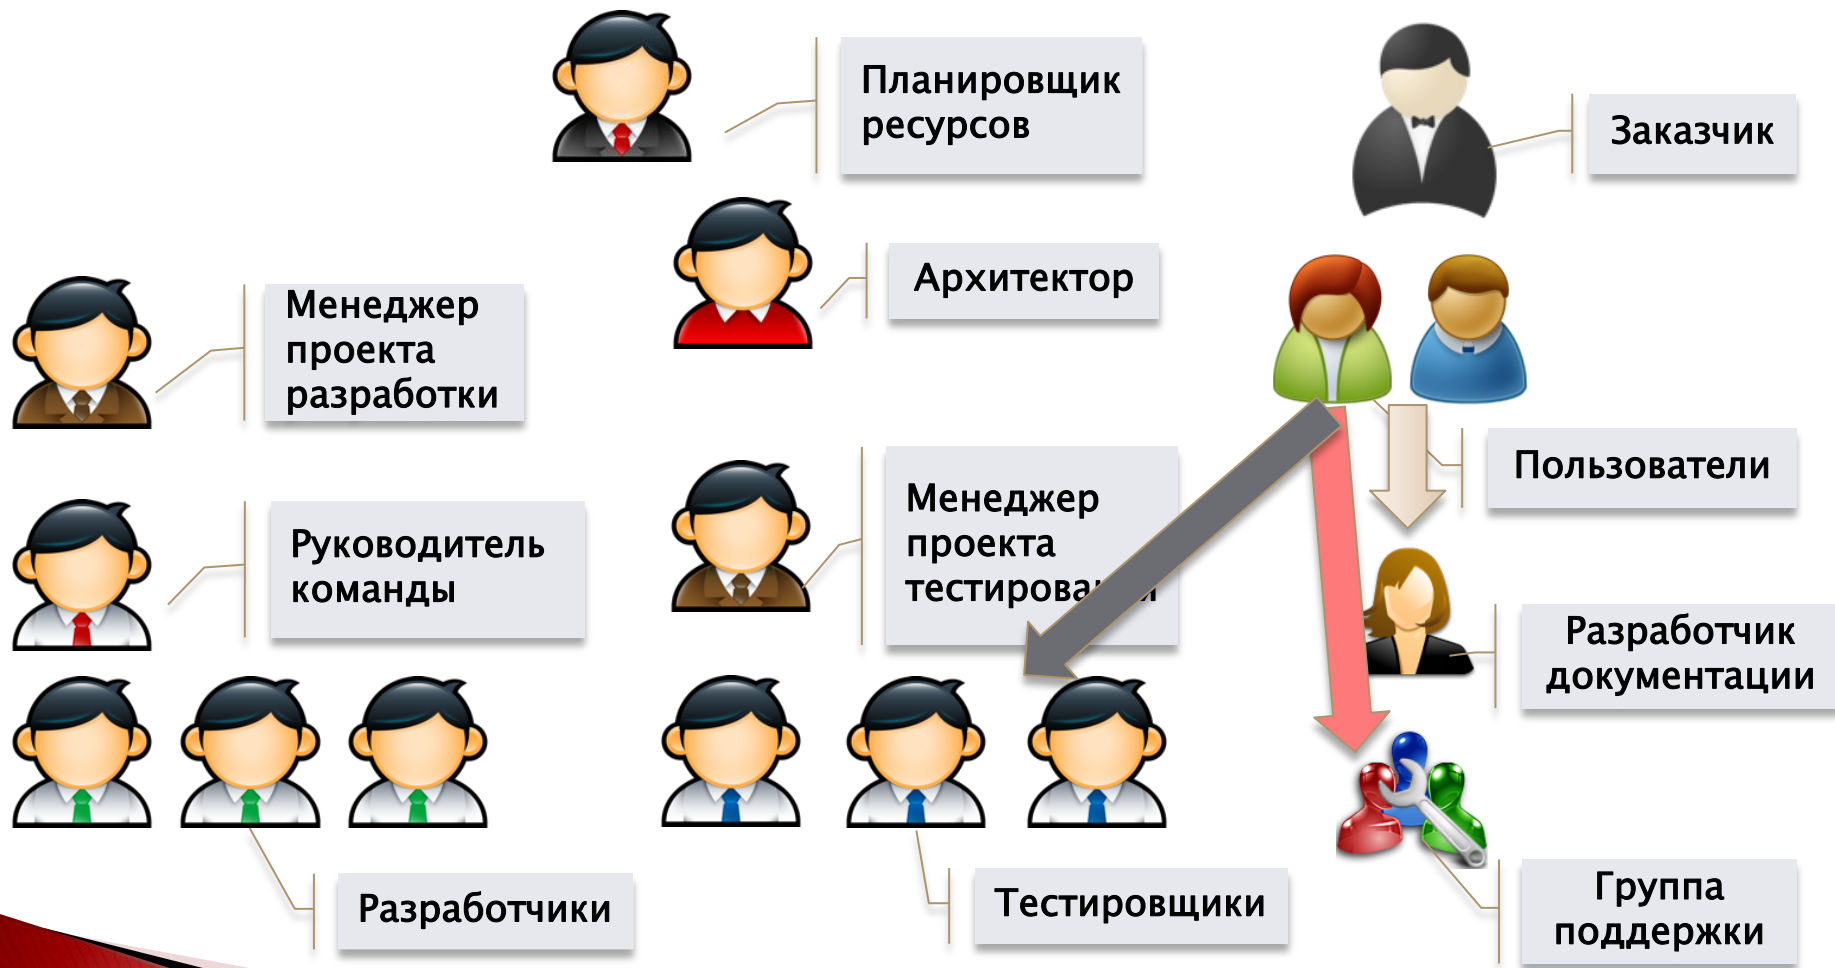 Планировщик
ресурсов
Заказчик
Архитектор
Менеджер
проекта
разработки
Пользователи
Менеджер
проекта
Руководитель
команды
Разработчик
документации
Разработчики
Тестировщики
Группа
поддержки